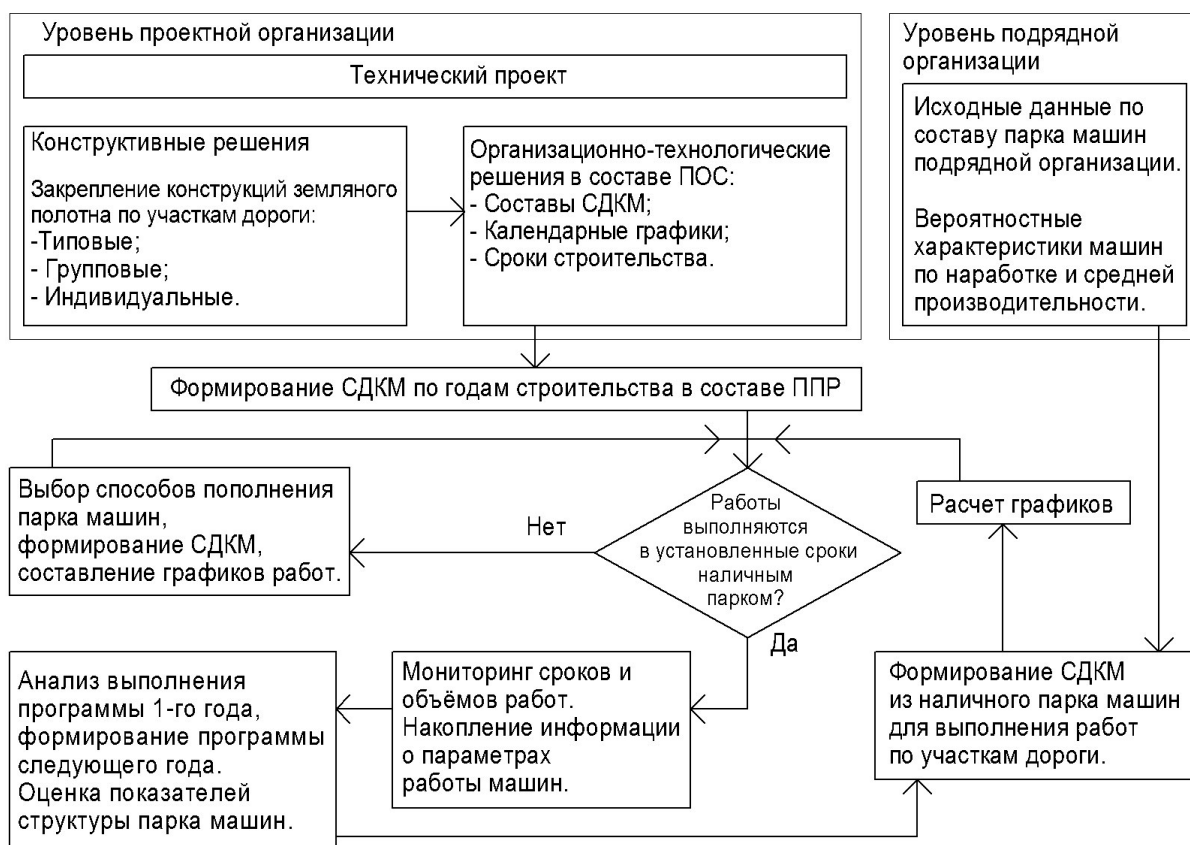 Уровень проектной организации
Технический проект
Конструктивные решения
Закрепление конструкций земляного
полотна по участкам дороги:
-Типовые;
- Групповые;
- Индивидуальные.
Организационно-технологические
решения в составе ПОС:
- Составы СДКМ;
- Календарные графики;
- Сроки строительства.
Уровень подрядной
организации
Исходные данные по
составу парка машин
подрядной организации.
Вероятностные
характеристики машин
по наработке и средней
производительности.
Формирование СДКМ по годам строительства в составе ППР
Выбор способов пополнения
парка машин,
формирование СДКМ,
составление графиков работ.
Нет
Работы
выполняются
в установленные сроки
наличным
парком?
Да
Расчет графиков
Анализ выполнения
программы 1-го года,
формирование программы
следующего года.
Оценка показателей
структуры парка машин.
Мониторинг сроков и
объёмов работ.
Накопление информации
о параметрах
работы машин.
Формирование СДКМ
из наличного парка машин
для выполнения работ
по участкам дороги.